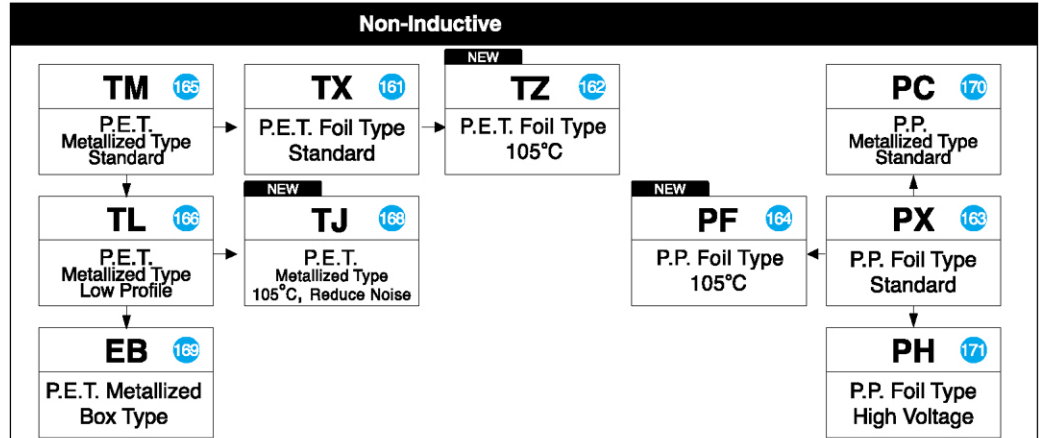 Non-Inductive
TM 165
P.E.T.
Metallized Type
Standard
TX 161
P.E.T. Foil Type
Standard
NEW
TZ 162
P.E.T. Foil Type
105°C
PC 170
P.P.
Metallized Type
Standard
TL 166
P.E.T.
Metallized Type
Low Profile
NEW
TJ 168
P.E.T.
Metallized Type
105°C, Reduce Noise
NEW
PF 164
P.P. Foil Type
105°C
PX 163
P.P. Foil Type
Standard
EB 169
P.E.T. Metallized
Box Type
PH 171
P.P. Foil Type
High Voltage